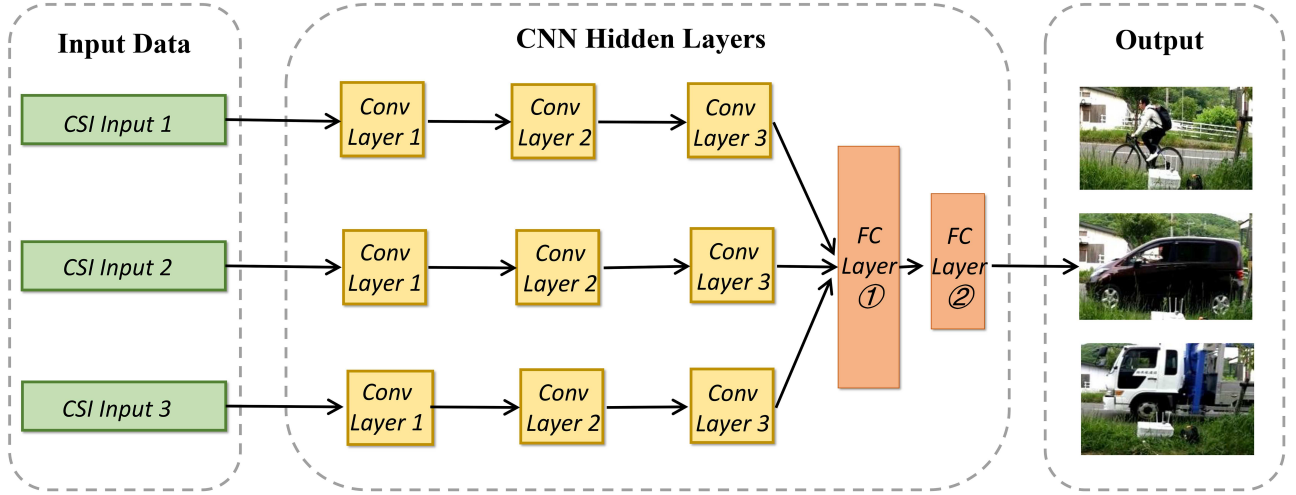 Input Data
CNN Hidden Layers
Output
CSI Input 1
Conv
Layer 1
Conv
Layer 2
Conv
Layer 3
CSI Input 2
Conv
Layer 1
Conv
Layer 2
Conv
Layer 3
FC
Layer
①
FC
Layer
②
CSI Input 3
Conv
Layer 1
Conv
Layer 2
Conv
Layer 3